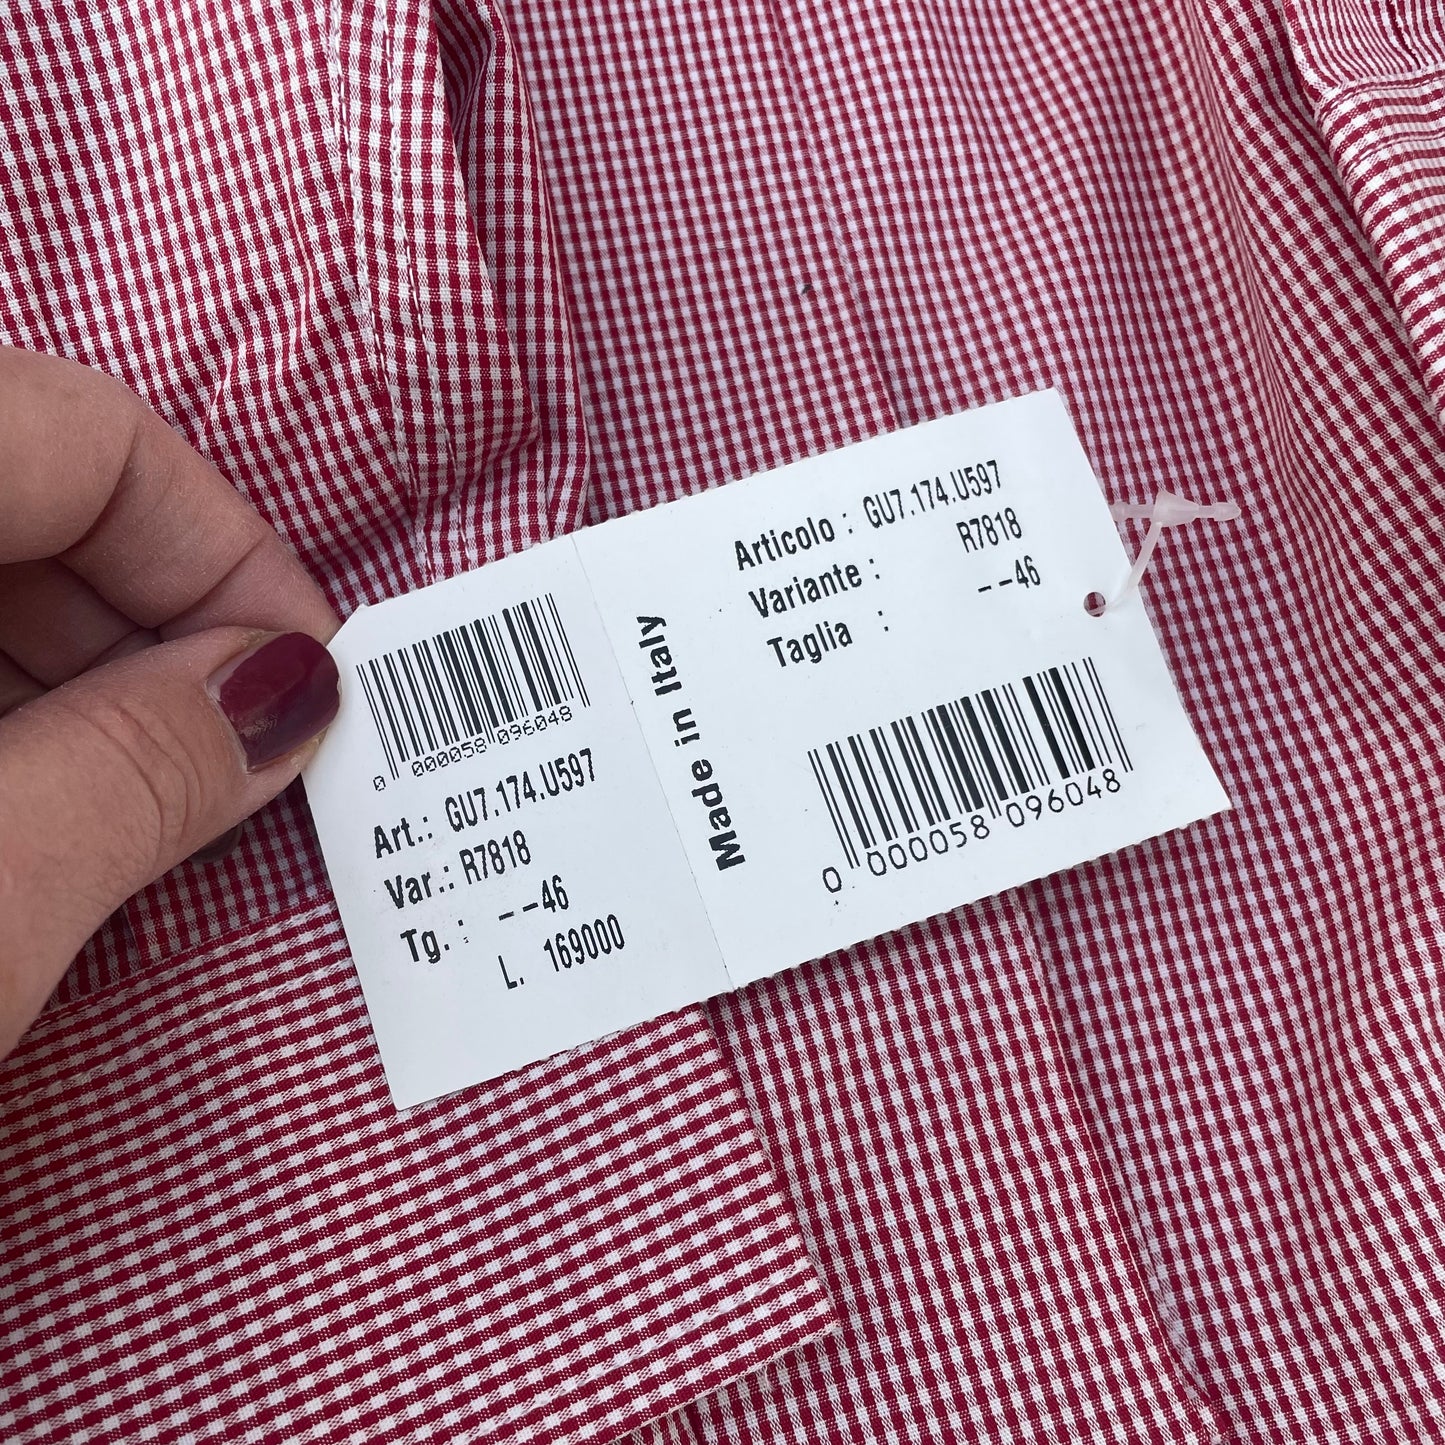 0 000058 096048
Art.: GU7.174.U597
Var.: R7818
Tg. : --46
L. 169000
Made in Italy
Articolo : GU7.174.U597
Variante : R7818
Taglia : --46
0 000058 096048